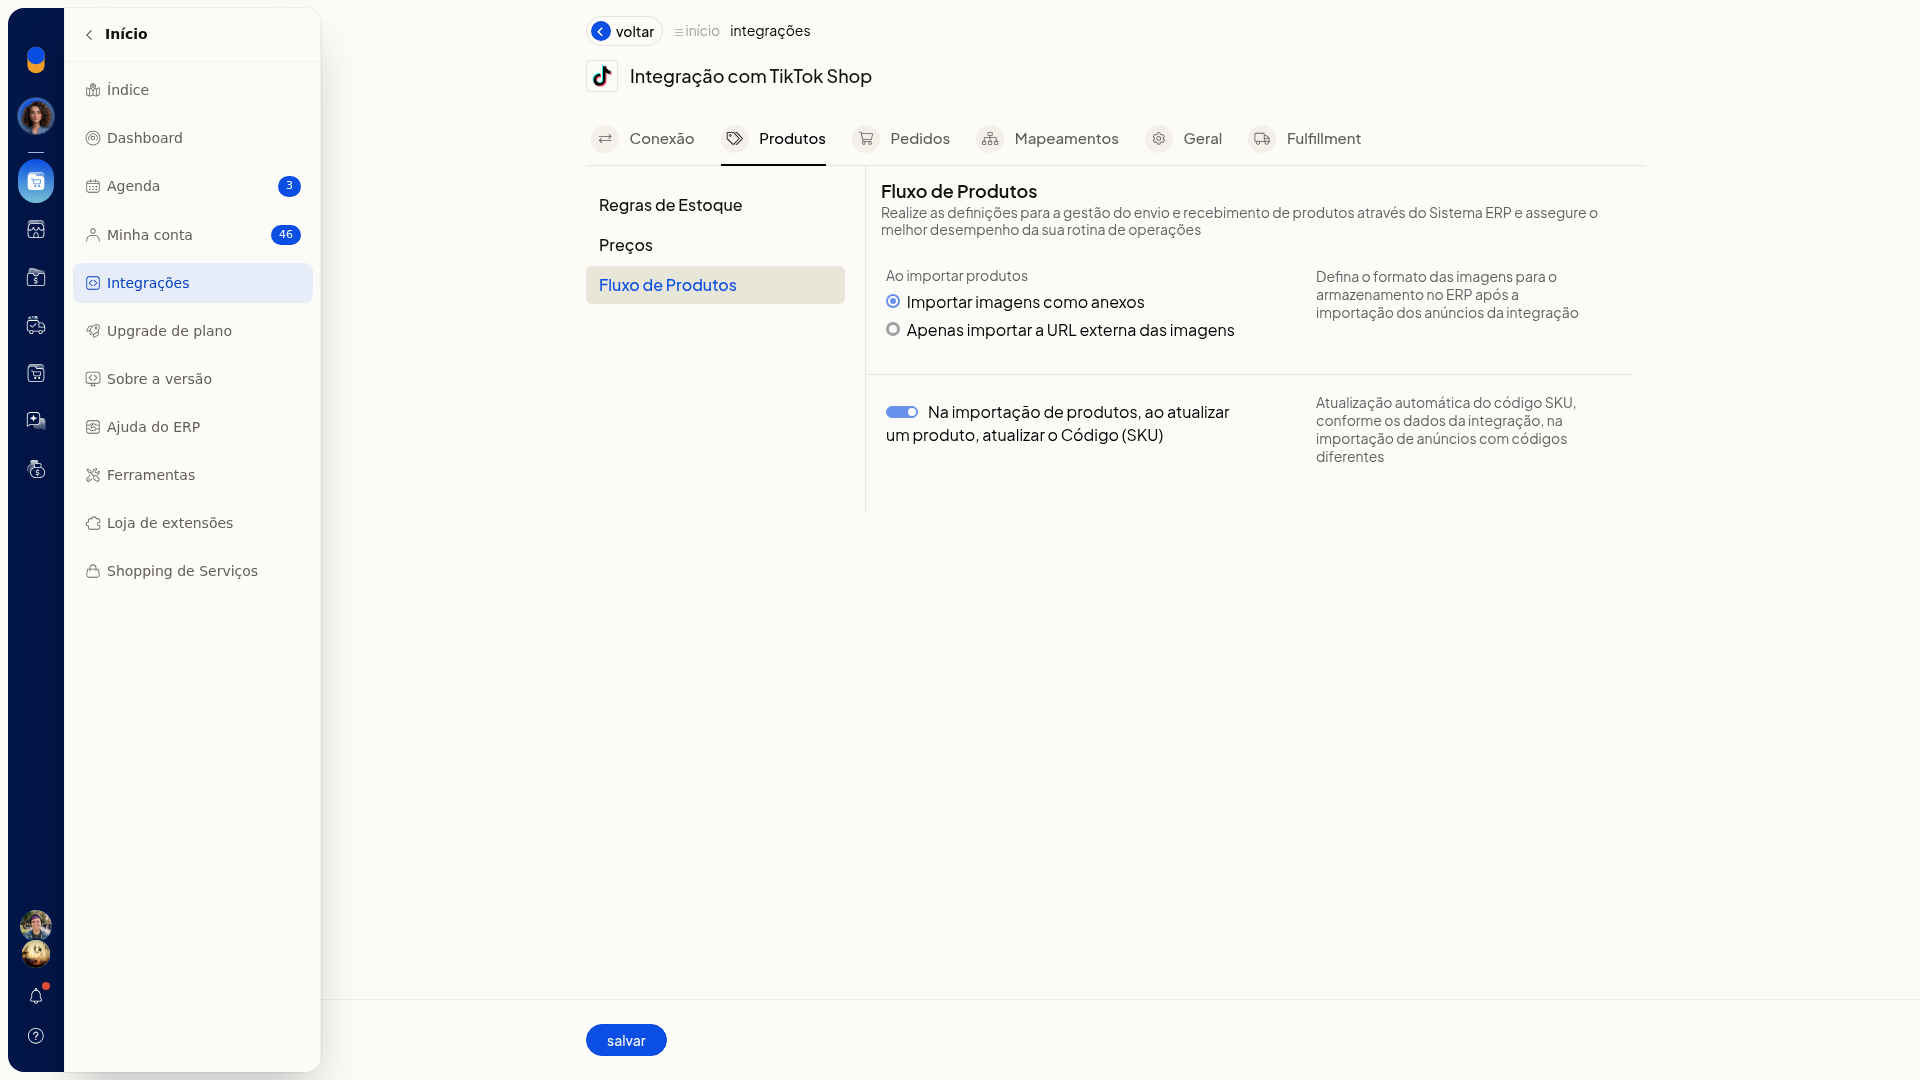 Início
Índice
Dashboard
Agenda
3
Minha conta
46
Integrações
Upgrade de plano
Sobre a versão
Ajuda do ERP
Ferramentas
Loja de extensões
Shopping de Serviços
voltar
início
integrações
Integração com TikTok Shop
Conexão
Produtos
Pedidos
Mapeamentos
Geral
Fulfillment
Regras de Estoque
Preços
Fluxo de Produtos
Fluxo de Produtos
Realize as definições para a gestão do envio e recebimento de produtos através do Sistema ERP e assegure o
melhor desempenho da sua rotina de operações
Ao importar produtos
Importar imagens como anexos
Apenas importar a URL externa das imagens
Defina o formato das imagens para o
armazenamento no ERP após a
importação dos anúncios da integração
Na importação de produtos, ao atualizar
um produto, atualizar o Código (SKU)
Atualização automática do código SKU,
conforme os dados da integração, na
importação de anúncios com códigos
diferentes
salvar